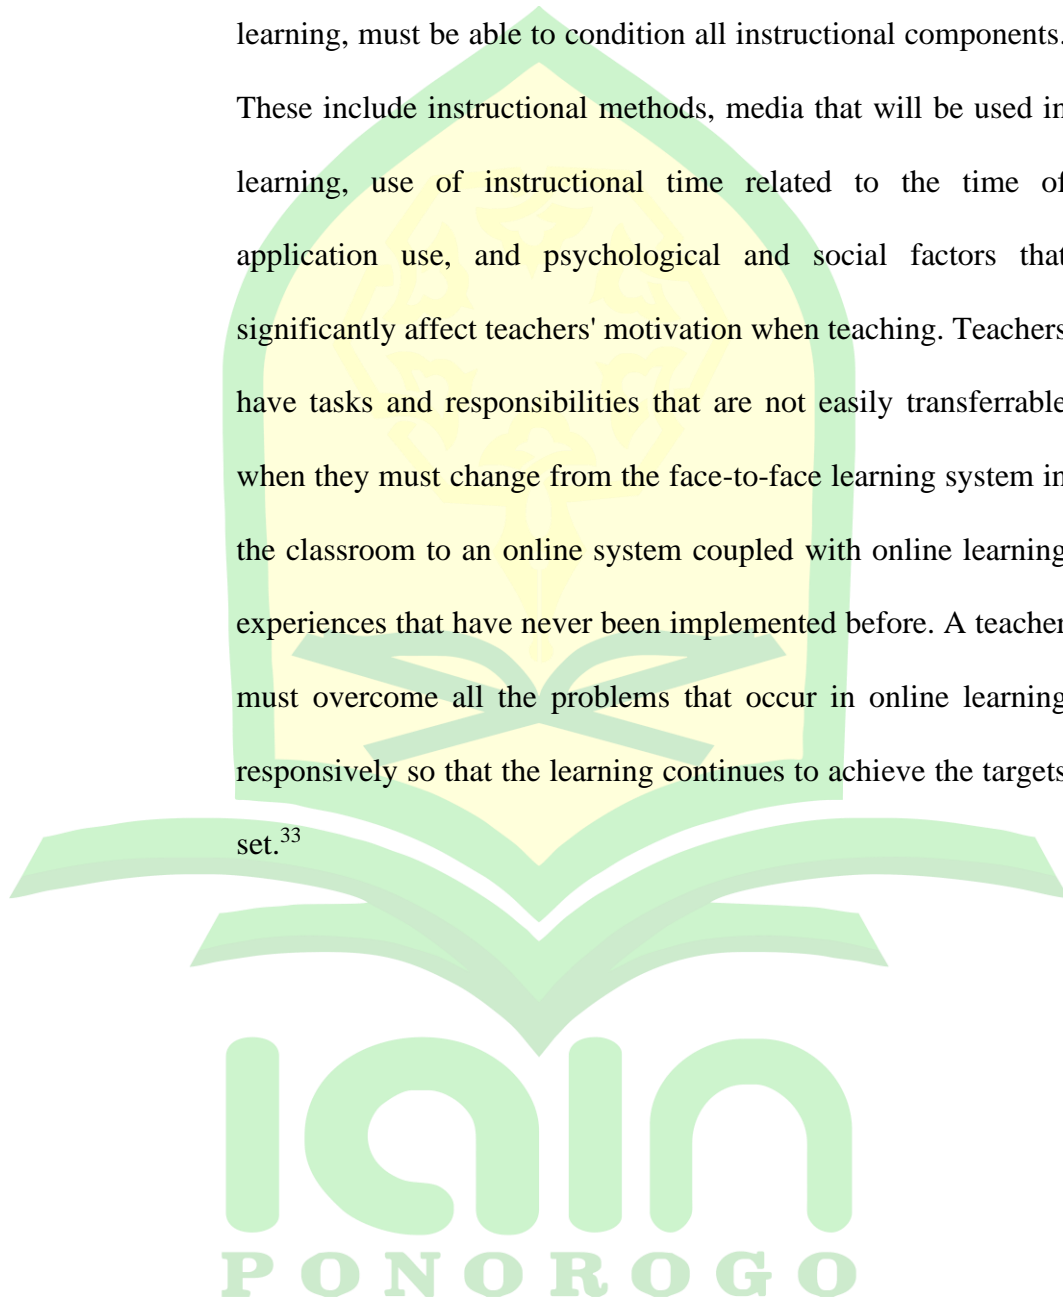 learning, must be able to condition all instructional components.
These include instructional methods, media that will be used in
learning, use of instructional time related to the time of
application use, and psychological and social factors that
significantly affect teachers' motivation when teaching. Teachers
have tasks and responsibilities that are not easily transferrable
when they must change from the face-to-face learning system in
the classroom to an online system coupled with online learning
experiences that have never been implemented before. A teacher
must overcome all the problems that occur in online learning
responsively so that the learning continues to achieve the targets
set.33
iain
PONOROGO